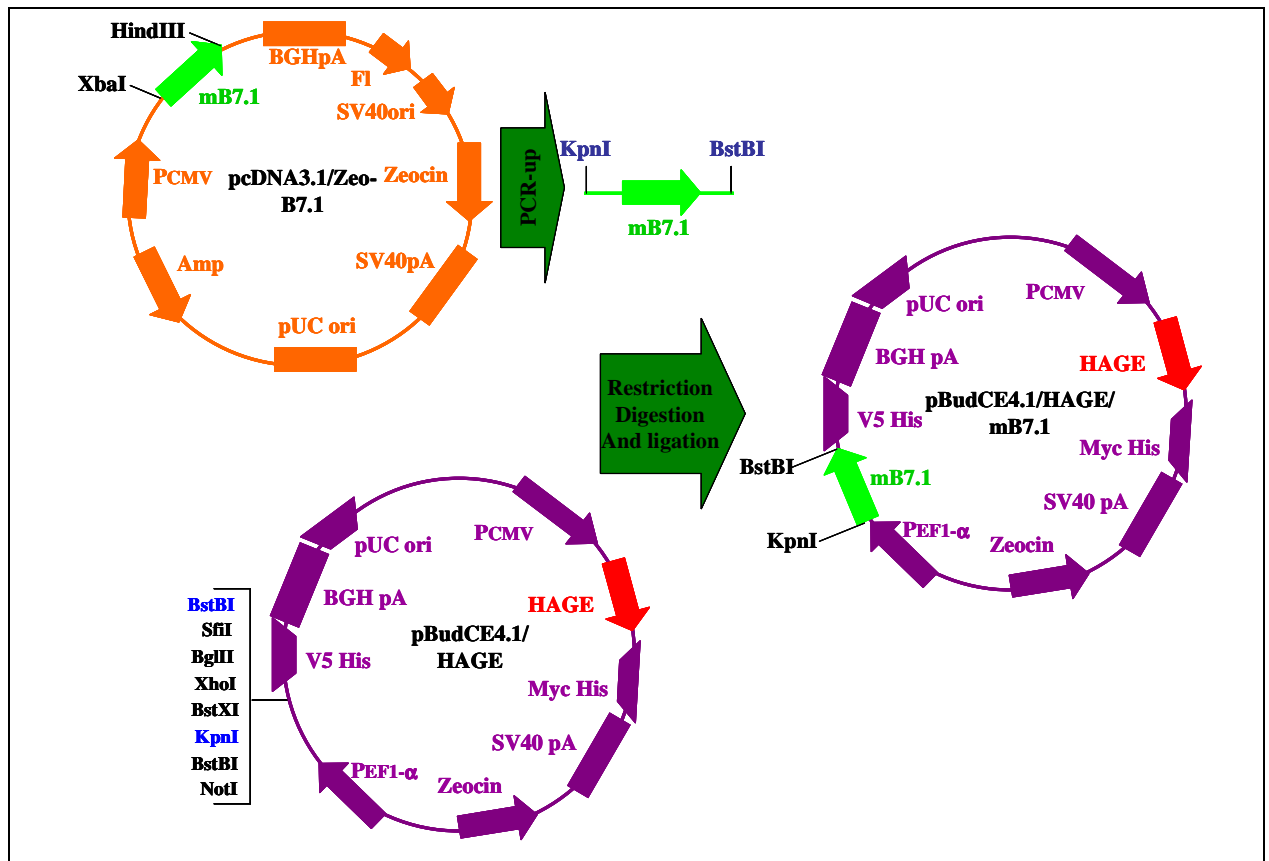 HindIII
XbaI
mB7.1
BGHpA
Fl
SV40ori
Zeocin
PCMV
pcDNA3.1/Zeo-
B7.1
Amp
SV40pA
pUC ori
PCR-up
KpnI
BstBI
mB7.1
Restriction
Digestion
And ligation
PCMV
pUC ori
BGH pA
HAGE
pBudCE4.1/HAGE/
mB7.1
V5 His
Myc His
BstBI
mB7.1
SV40 pA
KpnI
PEF1-α
Zeocin
PCMV
pUC ori
BGH pA
HAGE
pBudCE4.1/
HAGE
V5 His
Myc His
SV40 pA
PEF1-α
Zeocin
BstBI
SfiI
BglII
XhoI
BstXI
KpnI
BstBI
NotI